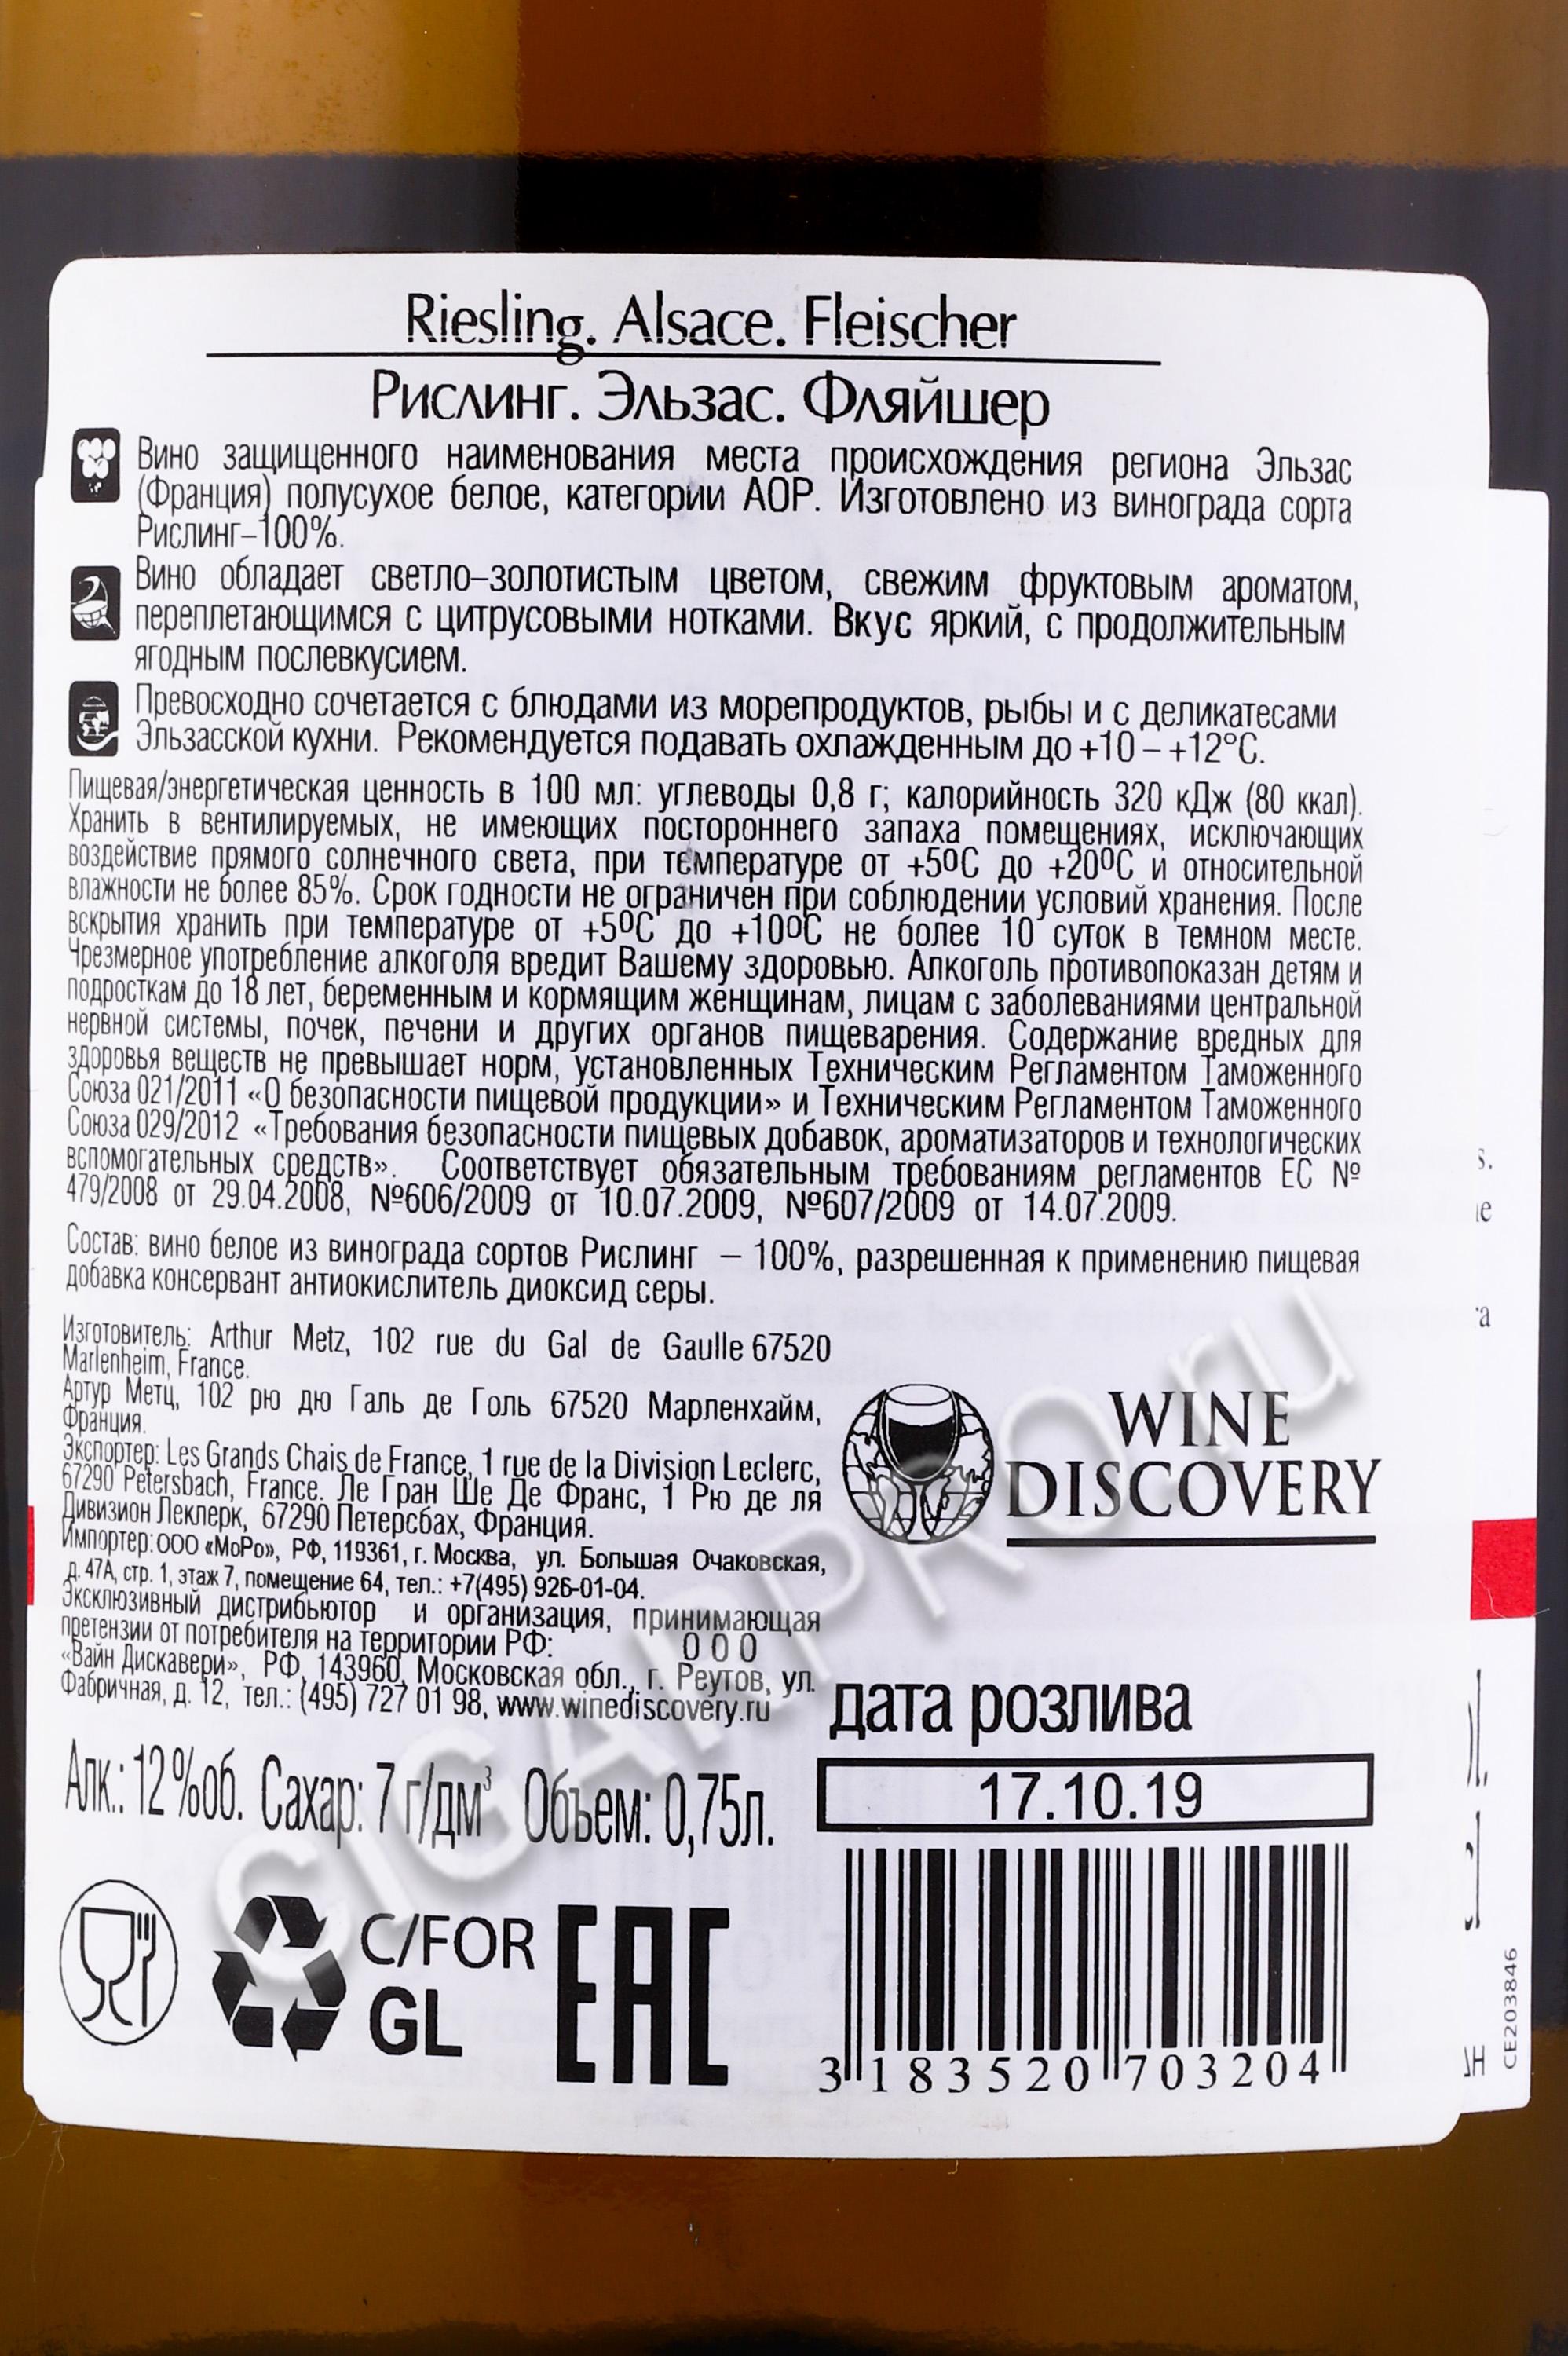 Riesling. Alsace. Fleischer
Рислинг. Эльзас. Фляйшер
Вино защищенного наименования места происхождения региона Эльзас
(Франция) полусухое белое, категории АОР. Изготовлено из винограда сорта
Рислинг–100%.
Вино обладает светло–золотистым цветом, свежим фруктовым ароматом,
переплетающимся с цитрусовыми нотками. Вкус яркий, с продолжительным
ягодным послевкусием.
Превосходно сочетается с блюдами из морепродуктов, рыбы и с деликатесами
Эльзасской кухни. Рекомендуется подавать охлажденным до +10 – +12°С.
Пищевая/энергетическая ценность в 100 мл: углеводы 0,8 г; калорийность 320 кДж (80 ккал).
Хранить в вентилируемых, не имеющих постороннего запаха помещениях, исключающих
воздействие прямого солнечного света, при температуре от +5ºС до +20ºС и относительной
влажности не более 85%. Срок годности не ограничен при соблюдении условий хранения. После
вскрытия хранить при температуре от +5ºС до +10ºС не более 10 суток в темном месте.
Чрезмерное употребление алкоголя вредит Вашему здоровью. Алкоголь противопоказан детям и
подросткам до 18 лет, беременным и кормящим женщинам, лицам с заболеваниями центральной
нервной системы, почек, печени и других органов пищеварения. Содержание вредных для
здоровья веществ не превышает норм, установленных Техническим Регламентом Таможенного
Союза 021/2011 «О безопасности пищевой продукции» и Техническим Регламентом Таможенного
Союза 029/2012 «Требования безопасности пищевых добавок, ароматизаторов и технологических
вспомогательных средств». Соответствует обязательным требованиям регламентов ЕС №
479/2008 от 29.04.2008, №606/2009 от 10.07.2009, №607/2009 от 14.07.2009.
Состав: вино белое из винограда сортов Рислинг – 100%, разрешенная к применению пищевая
добавка консервант антиокислитель диоксид серы.
Изготовитель: Arthur Metz, 102 rue du Gal de Gaulle 67520
Marlenheim, France.
Артур Метц, 102 рю дю Галь де Голь 67520 Марленхайм,
Франция.
Экспортер: Les Grands Chais de France, 1 rue de la Division Leclerc,
67290 Petersbach, France. Ле Гран Ше Де Франс, 1 Рю де ля
Дивизион Леклерк, 67290 Петерсбах, Франция.
Импортер: ООО «МоРо», РФ, 119361, г. Москва, ул. Большая Очаковская,
д. 47А, стр. 1, этаж 7, помещение 64, тел.: +7(495) 926-01-04.
Эксклюзивный дистрибьютор и организация, принимающая
претензии от потребителя на территории РФ: ООО
«Вайн Дискавери», РФ, 143960, Московская обл., г. Реутов, ул.
Фабричная, д. 12, тел.: (495) 727 01 98, www.winediscovery.ru
WINE
DISCOVERY
Алк.: 12 %об. Сахар: 7 г/дм³ Объем: 0,75л.
дата розлива
17.10.19
C/FOR
GL
EAC
3 183520 703204
CE203846
CIGARPRO.ru